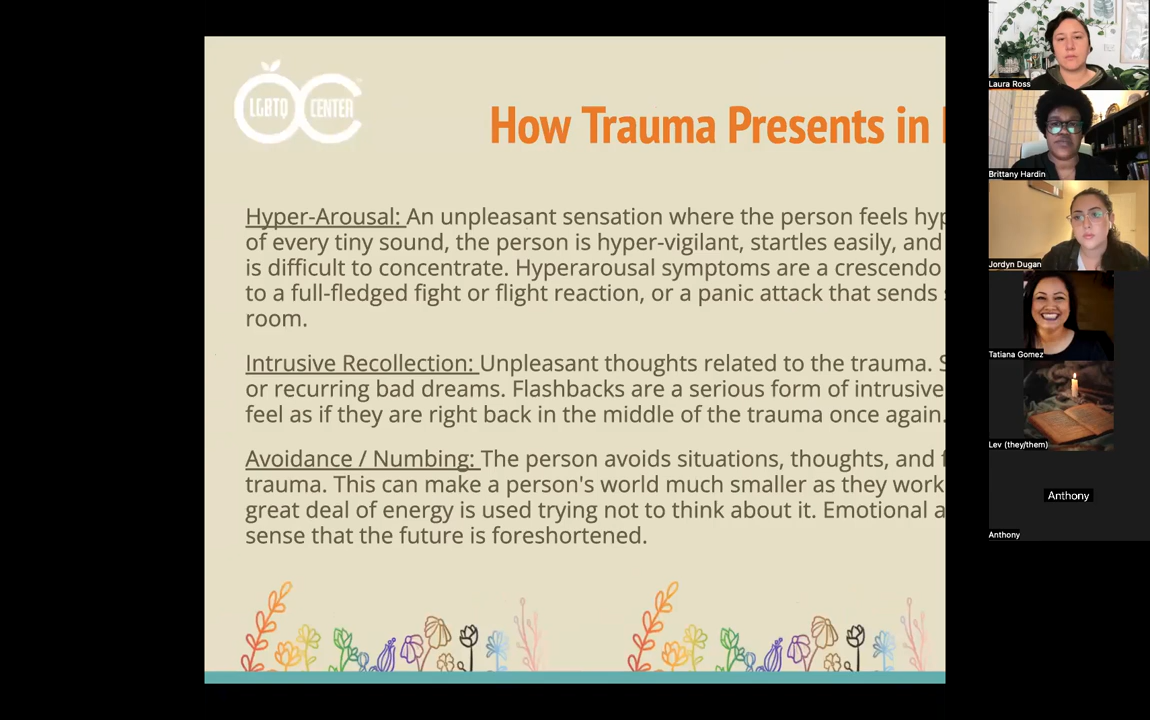 LGBTQ CENTER
How Trauma Presents in
Hyper-Arousal: An unpleasant sensation where the person feels
of every tiny sound, the person is hyper-vigilant, startles easily, and
is difficult to concentrate. Hyperarousal symptoms are a crescendo
to a full-fledged fight or flight reaction, or a panic attack that sends
room.
Intrusive Recollection: Unpleasant thoughts related to the trauma.
or recurring bad dreams. Flashbacks are a serious form of intrusive
feel as if they are right back in the middle of the trauma once again.
Avoidance / Numbing: The person avoids situations, thoughts, and
trauma. This can make a person's world much smaller as they work
great deal of energy is used trying not to think about it. Emotional
sense that the future is foreshortened.
Laura Ross
Brittany Hardin
Jordyn Dugan
Tatiana Gomez
Lev (they/them)
Anthony
Anthony